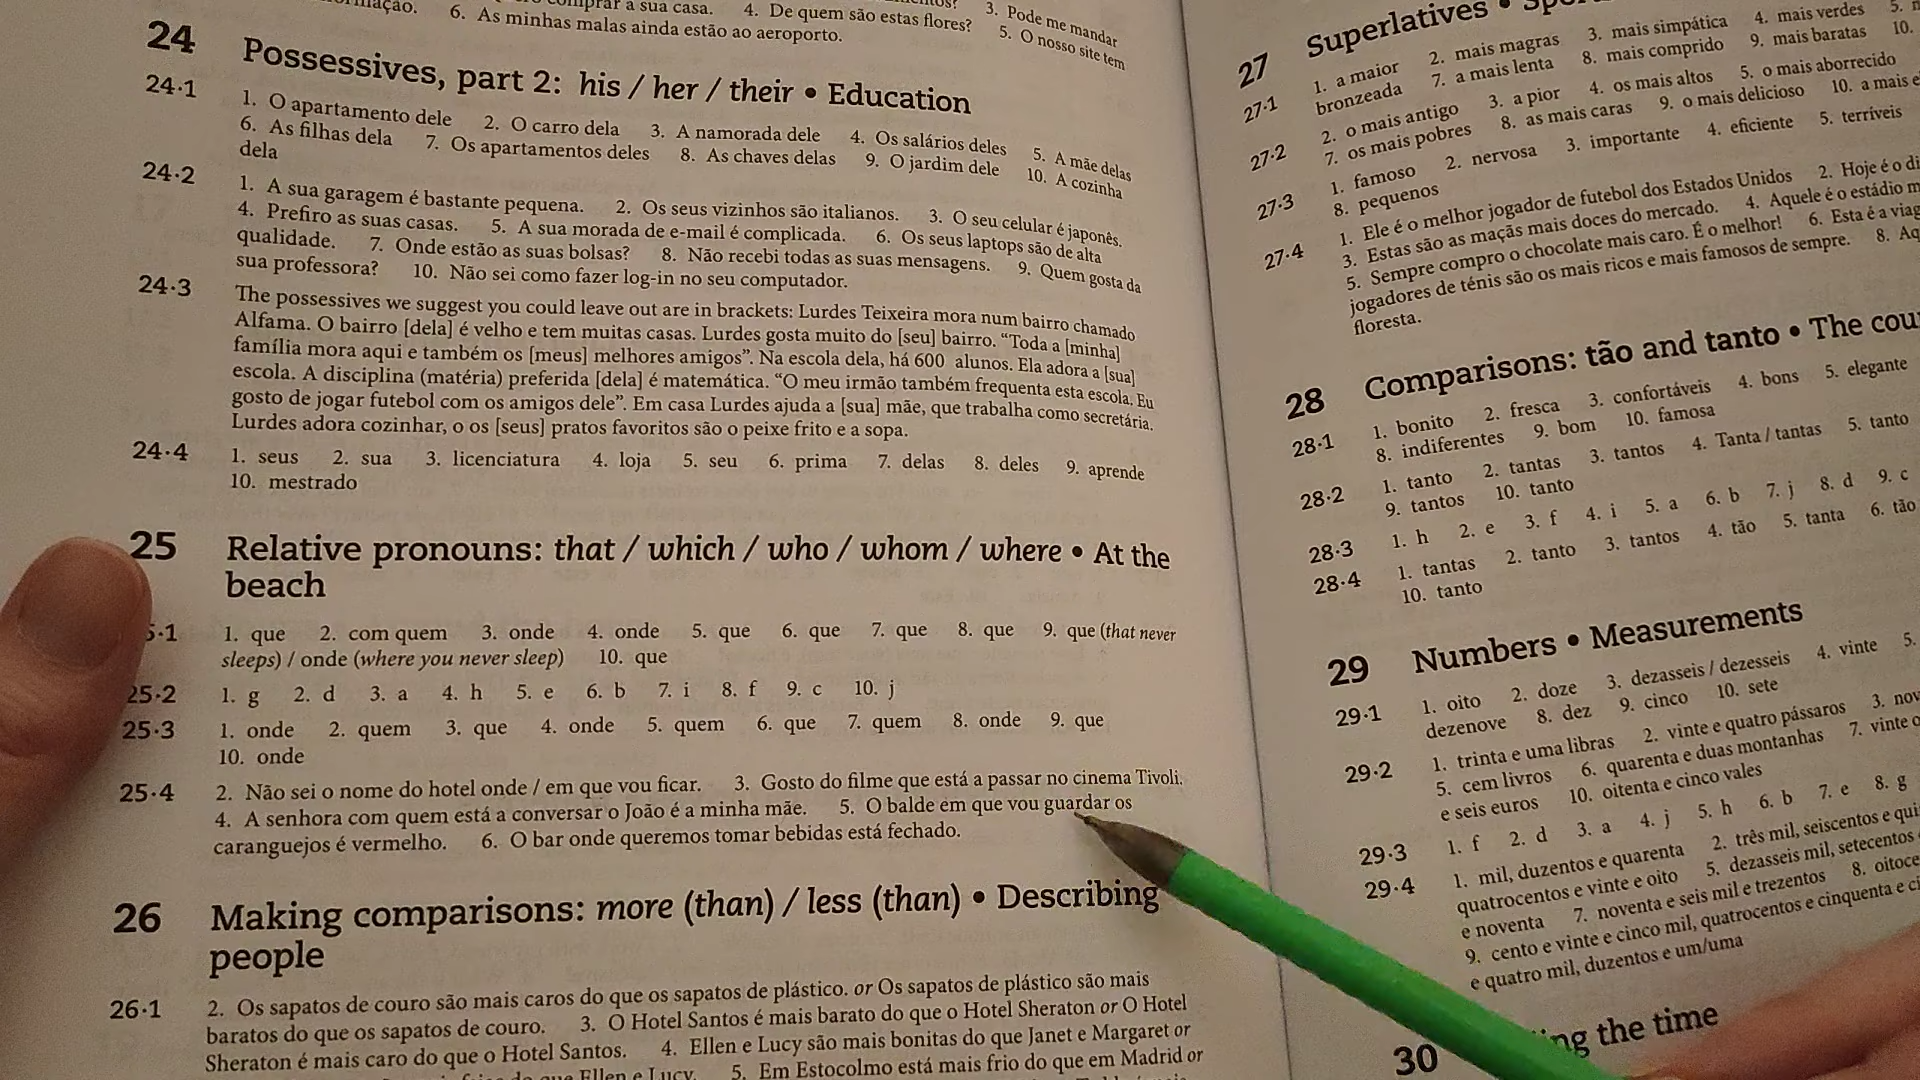 comprar a sua casa. 4. De quem são estas flores? 3. Pode me mandar
6. As minhas malas ainda estão ao aeroporto. 5. O nosso site tem
24 Possessives, part 2: his / her / their • Education
24·1 1. O apartamento dele 2. O carro dela 3. A namorada dele 4. Os salários deles 5. A mãe delas
6. As filhas dela 7. Os apartamentos deles 8. As chaves delas 9. O jardim dele 10. A cozinha
dela
24·2 1. A sua garagem é bastante pequena. 2. Os seus vizinhos são italianos. 3. O seu celular é japonês.
4. Prefiro as suas casas. 5. A sua morada de e-mail é complicada. 6. Os seus laptops são de alta
qualidade. 7. Onde estão as suas bolsas? 8. Não recebi todas as suas mensagens. 9. Quem gosta da
sua professora? 10. Não sei como fazer log-in no seu computador.
24·3 The possessives we suggest you could leave out are in brackets: Lurdes Teixeira mora num bairro chamado
Alfama. O bairro [dela] é velho e tem muitas casas. Lurdes gosta muito do [seu] bairro. “Toda a [minha]
família mora aqui e também os [meus] melhores amigos”. Na escola dela, há 600 alunos. Ela adora a [sua]
escola. A disciplina (matéria) preferida [dela] é matemática. “O meu irmão também frequenta esta escola. Eu
gosto de jogar futebol com os amigos dele”. Em casa Lurdes ajuda a [sua] mãe, que trabalha como secretária.
Lurdes adora cozinhar, o os [seus] pratos favoritos são o peixe frito e a sopa.
24·4 1. seus 2. sua 3. licenciatura 4. loja 5. seu 6. prima 7. delas 8. deles 9. aprende
10. mestrado
25 Relative pronouns: that / which / who / whom / where • At the
beach
1. que 2. com quem 3. onde 4. onde 5. que 6. que 7. que 8. que 9. que (that never
sleeps) / onde (where you never sleep) 10. que
25·2 1. g 2. d 3. a 4. h 5. e 6. b 7. i 8. f 9. c 10. j
25·3 1. onde 2. quem 3. que 4. onde 5. quem 6. que 7. quem 8. onde 9. que
10. onde
25·4 2. Não sei o nome do hotel onde / em que vou ficar. 3. Gosto do filme que está a passar no cinema Tivoli.
4. A senhora com quem está a conversar o João é a minha mãe. 5. O balde em que vou guardar os
caranguejos é vermelho. 6. O bar onde queremos tomar bebidas está fechado.
26 Making comparisons: more (than) / less (than) • Describing
people
26·1 2. Os sapatos de couro são mais caros do que os sapatos de plástico. or Os sapatos de plástico são mais
baratos do que os sapatos de couro. 3. O Hotel Santos é mais barato do que o Hotel Sheraton or O Hotel
Sheraton é mais caro do que o Hotel Santos. 4. Ellen e Lucy são mais bonitas do que Janet e Margaret or
do que Ellen e Lucy. 5. Em Estocolmo está mais frio do que em Madrid or
27 Superlatives •
27·1 1. a maior 2. mais magras 3. mais simpática 4. mais verdes 5.
bronzeada 7. a mais lenta 8. mais comprido 9. mais baratas 10.
27·2 2. o mais antigo 3. a pior 4. os mais altos 5. o mais aborrecido
7. os mais pobres 8. as mais caras 9. o mais delicioso 10. a mais
27·3 1. famoso 2. nervosa 3. importante 4. eficiente 5. terríveis
8. pequenos
27·4 1. Ele é o melhor jogador de futebol dos Estados Unidos 2. Hoje é o
3. Estas são as maçãs mais doces do mercado. 4. Aquele é o estádio
5. Sempre compro o chocolate mais caro. É o melhor! 6. Esta é a
jogadores de ténis são os mais ricos e mais famosos de sempre. 8.
floresta.
28 Comparisons: tão and tanto • The
28·1 1. bonito 2. fresca 3. confortáveis 4. bons 5. elegante
8. indiferentes 9. bom 10. famosa
28·2 1. tanto 2. tantas 3. tantos 4. Tanta / tantas 5. tanto
9. tantos 10. tanto
28·3 1. h 2. e 3. f 4. i 5. a 6. b 7. j 8. d 9. c
28·4 1. tantas 2. tanto 3. tantos 4. tão 5. tanta 6. tão
10. tanto
29 Numbers • Measurements
29·1 1. oito 2. doze 3. dezasseis / dezesseis 4. vinte 5.
dezenove 8. dez 9. cinco 10. sete
29·2 1. trinta e uma libras 2. vinte e quatro pássaros 3.
5. cem livros 6. quarenta e duas montanhas 7. vinte
e seis euros 10. oitenta e cinco vales
29·3 1. f 2. d 3. a 4. j 5. h 6. b 7. e 8. g
29·4 1. mil, duzentos e quarenta 2. três mil, seiscentos e
quatrocentos e vinte e oito 5. dezasseis mil, setecentos
e noventa 7. noventa e seis mil e trezentos 8.
9. cento e vinte e cinco mil, quatrocentos e cinquenta e
e quatro mil, duzentos e um/uma
30 the time